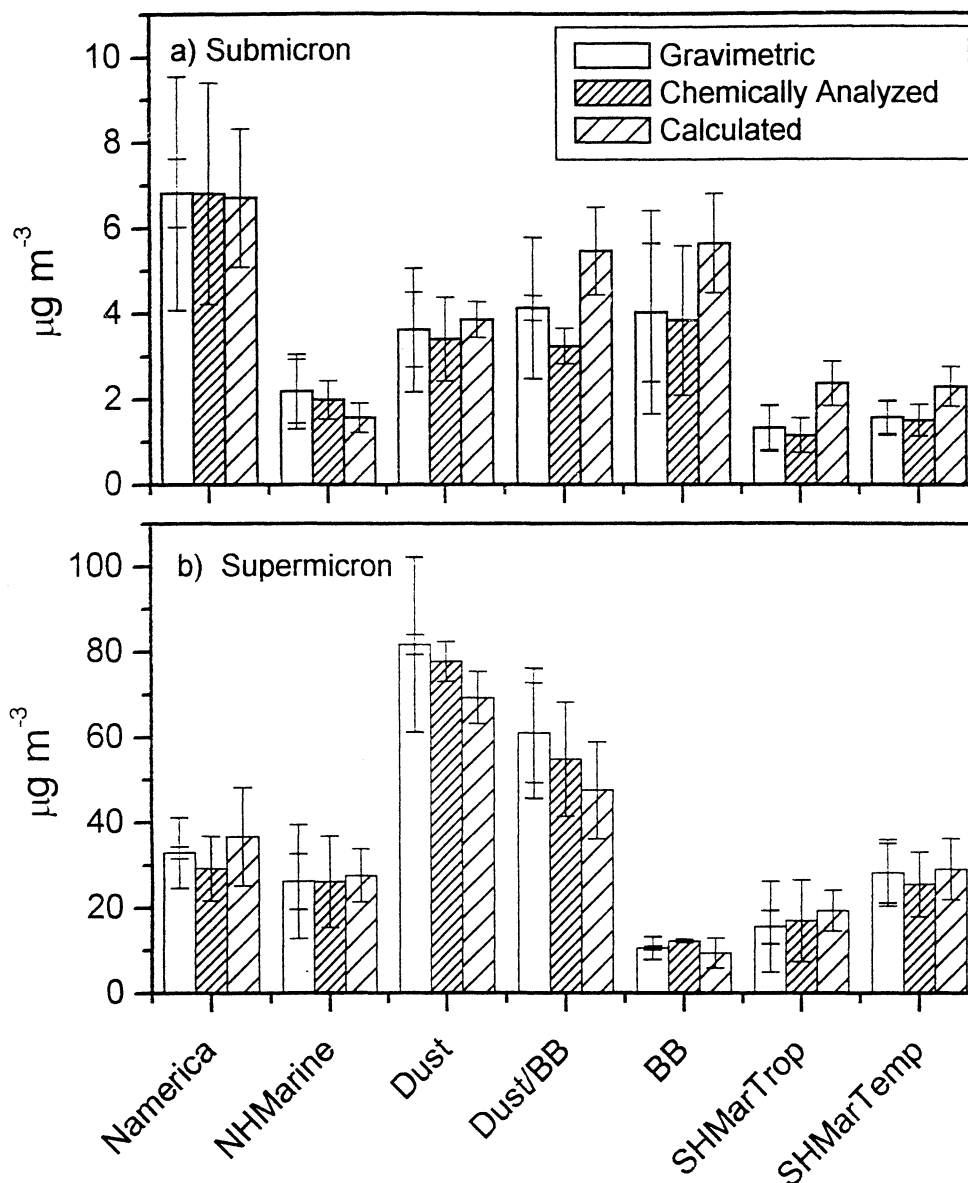 a) Submicron
Gravimetric
Chemically Analyzed
Calculated
10
8
6
4
2
0
μg m⁻³
b) Supermicron
100
80
60
40
20
0
μg m⁻³
Namerica
NHMarine
Dust
Dust/BB
BB
SHMarTrop
SHMarTemp